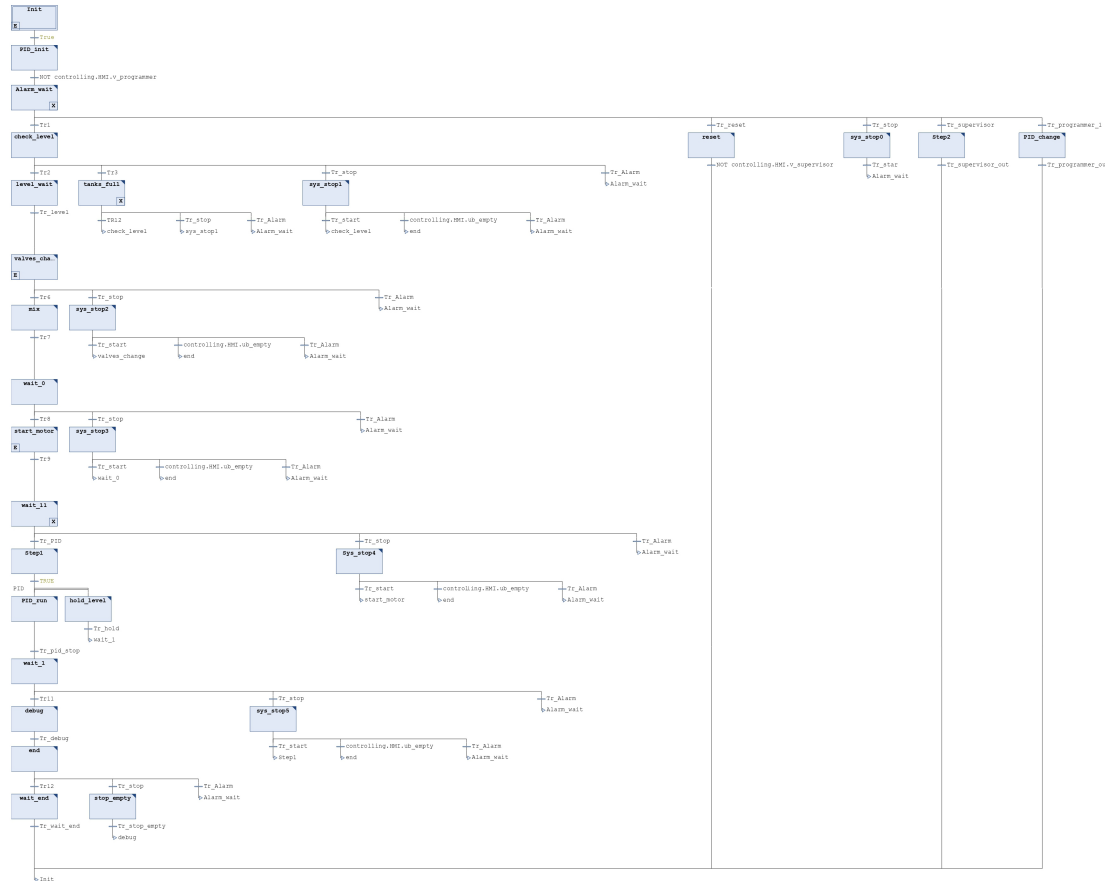 Init
E
True
PID_init
NOT controlling.HMI.v_programmer
Alarm_wait
X
Tr1
Tr_reset
Tr_stop
Tr_supervisor
Tr_programmer_i
check_level
reset
sys_stop0
Step2
PID_change
Tr2
Tr3
Tr_stop
Tr_Alarm
NOT controlling.HMI.v_supervisor
Tr_star
Tr_supervisor_out
Tr_programmer_ou
Alarm_wait
Alarm_wait
level_wait
tanks_full
X
sys_stop1
Tr_level
TR12
Tr_stop
Tr_Alarm
Tr_start
controlling.HMI.ub_empty
Tr_Alarm
check_level
sys_stop1
Alarm_wait
check_level
end
Alarm_wait
valves_cha…
E
Tr6
Tr_stop
Tr_Alarm
Alarm_wait
mix
sys_stop2
Tr7
Tr_start
controlling.HMI.ub_empty
Tr_Alarm
valves_change
end
Alarm_wait
wait_0
Tr8
Tr_stop
Tr_Alarm
Alarm_wait
start_motor
E
sys_stop3
Tr9
Tr_start
controlling.HMI.ub_empty
Tr_Alarm
wait_0
end
Alarm_wait
wait_11
X
Tr_PID
Tr_stop
Tr_Alarm
Alarm_wait
Step1
Sys_stop4
TRUE
Tr_start
controlling.HMI.ub_empty
Tr_Alarm
start_motor
end
Alarm_wait
PID
PID_run
hold_level
Tr_hold
wait_1
Tr_pid_stop
wait_1
Tr11
Tr_stop
Tr_Alarm
Alarm_wait
debug
sys_stop5
Tr_debug
Tr_start
controlling.HMI.ub_empty
Tr_Alarm
Step1
end
Alarm_wait
end
Tr12
Tr_stop
Tr_Alarm
Alarm_wait
wait_end
stop_empty
Tr_wait_end
Tr_stop_empty
debug
Init